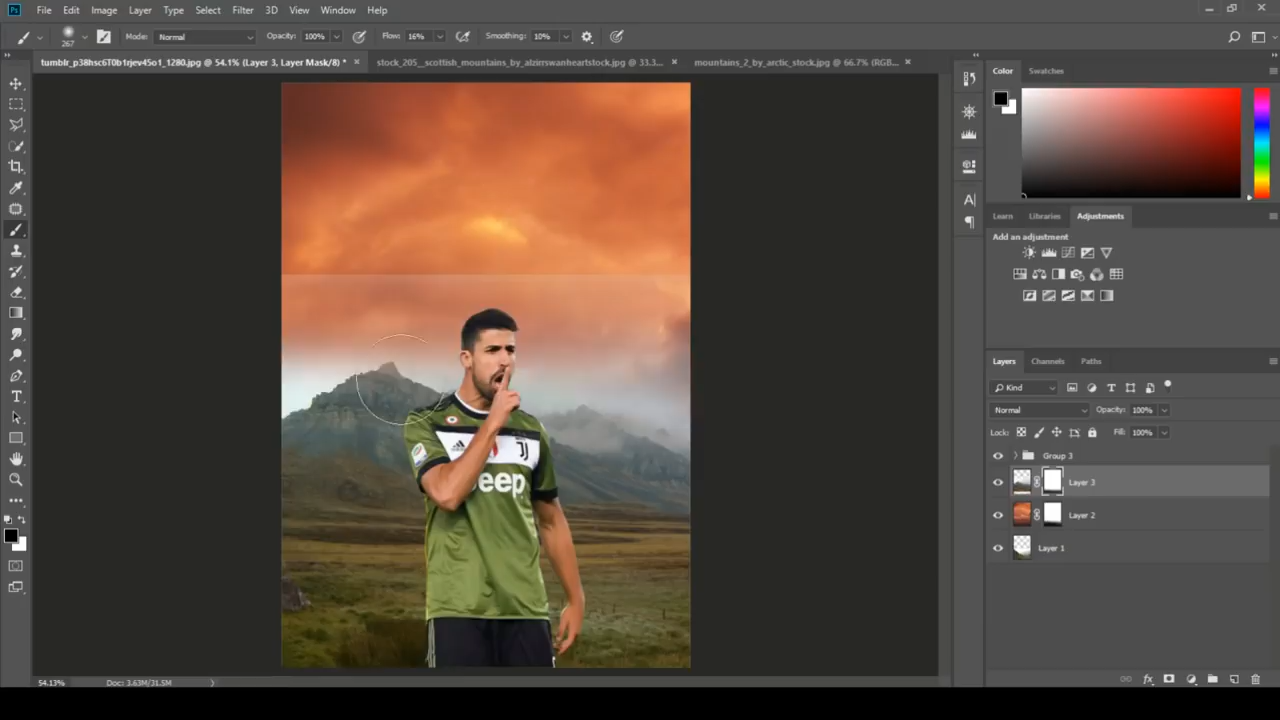 Ps File Edit Image Layer Type Select Filter 3D View Window Help
267 Mode: Normal Opacity: 100% Flow: 16% Smoothing: 10%
tumblr_p38hsc6T0b1rjev45o1_1280.jpg @ 54.1% (Layer 3, Layer Mask/8) * × stock_205__scottish_mountains_by_alzirrswanheartstock.jpg @ 33.3... × mountains_2_by_arctic_stock.jpg @ 66.7% (RGB... ×
Color Swatches
Learn Libraries Adjustments
Add an adjustment
Layers Channels Paths
Kind
Normal Opacity: 100%
Lock: Fill: 100%
Group 3
Layer 3
Layer 2
Layer 1
adidas
Jeep
54.13% Doc: 3.63M/31.5M